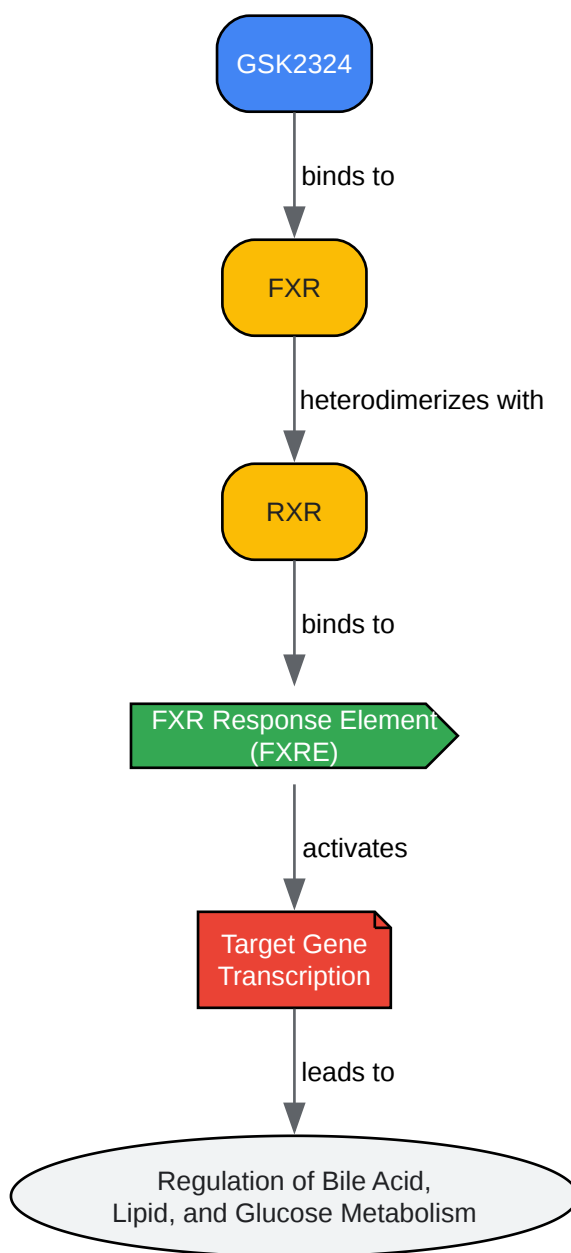 GSK2324
binds to
FXR
heterodimerizes with
RXR
binds to
FXR Response Element
(FXRE)
activates
Target Gene
Transcription
leads to
Regulation of Bile Acid,
Lipid, and Glucose Metabolism